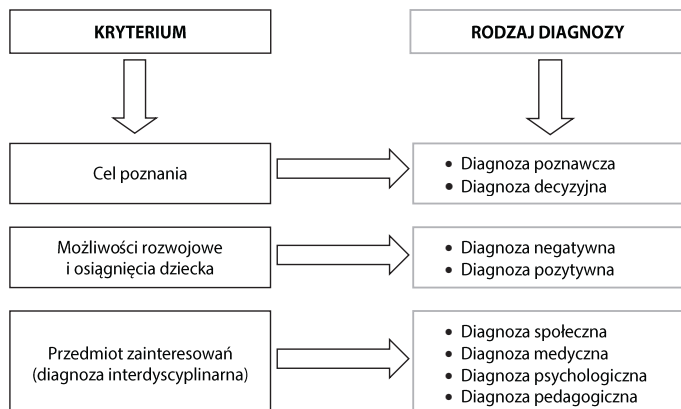 KRYTERIUM
RODZAJ DIAGNOZY
Cel poznania
• Diagnoza poznawcza
• Diagnoza decyzyjna
Możliwości rozwojowe
i osiągnięcia dziecka
• Diagnoza negatywna
• Diagnoza pozytywna
Przedmiot zainteresowań
(diagnoza interdyscyplinarna)
• Diagnoza społeczna
• Diagnoza medyczna
• Diagnoza psychologiczna
• Diagnoza pedagogiczna